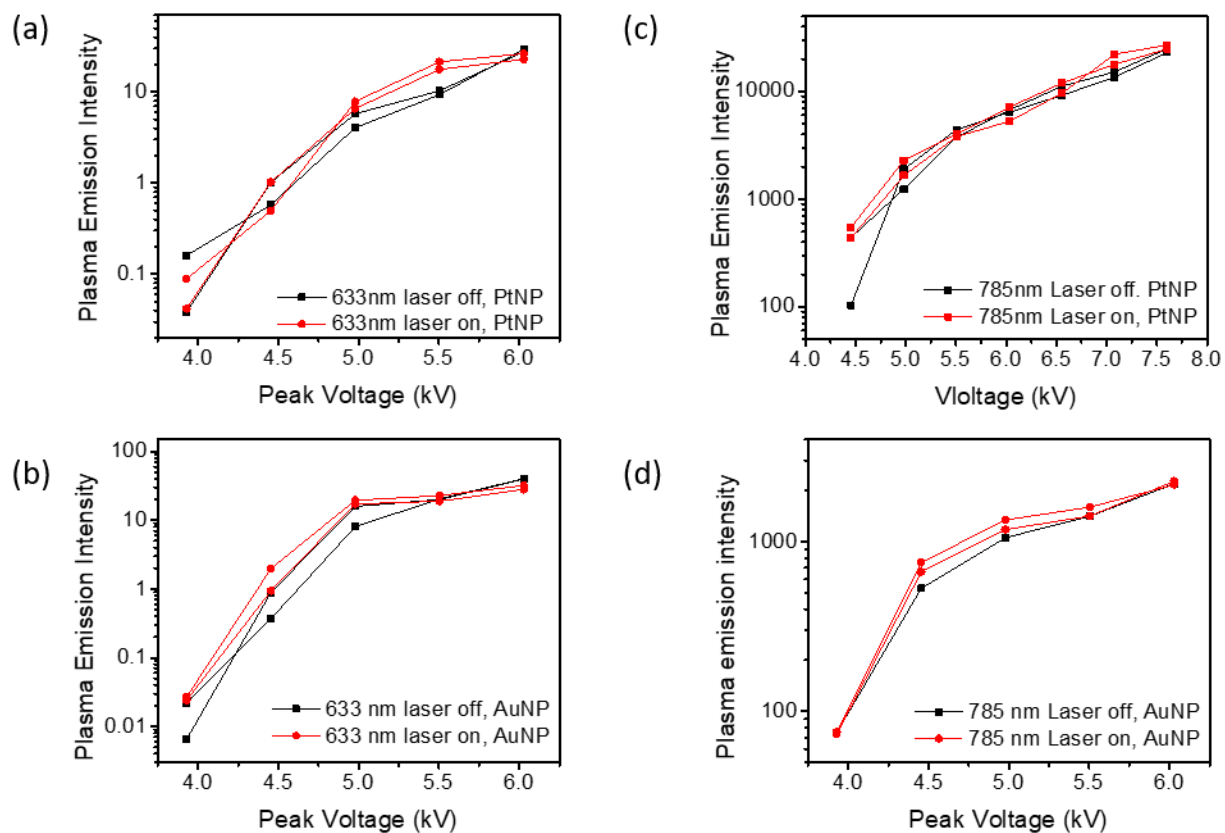 (a)
Plasma Emission Intensity
10
1
0.1
633nm laser off, PtNP
633nm laser on, PtNP
4.0 4.5 5.0 5.5 6.0
Peak Voltage (kV)
(c)
Plasma Emission Intensity
10000
1000
100
785nm Laser off. PtNP
785nm Laser on, PtNP
4.0 4.5 5.0 5.5 6.0 6.5 7.0 7.5 8.0
Vloltage (kV)
(b)
Plasma Emission Intensity
100
10
1
0.1
0.01
633 nm laser off, AuNP
633 nm laser on, AuNP
4.0 4.5 5.0 5.5 6.0
Peak Voltage (kV)
(d)
Plasma emission intensity
1000
100
785 nm Laser off, AuNP
785 nm Laser on, AuNP
4.0 4.5 5.0 5.5 6.0
Peak Voltage (kV)